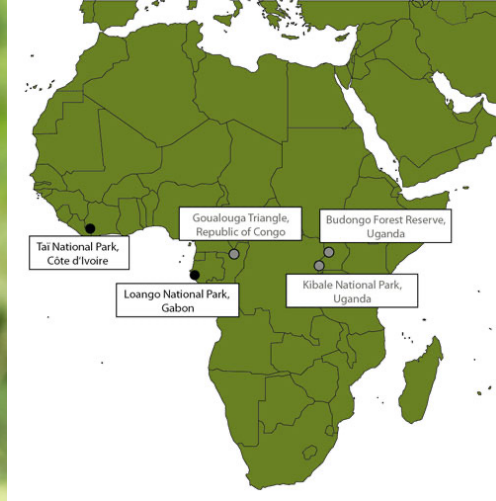 Goualouga Triangle,
Republic of Congo
Budongo Forest Reserve,
Uganda
Taï National Park,
Côte d'Ivoire
Loango National Park,
Gabon
Kibale National Park,
Uganda